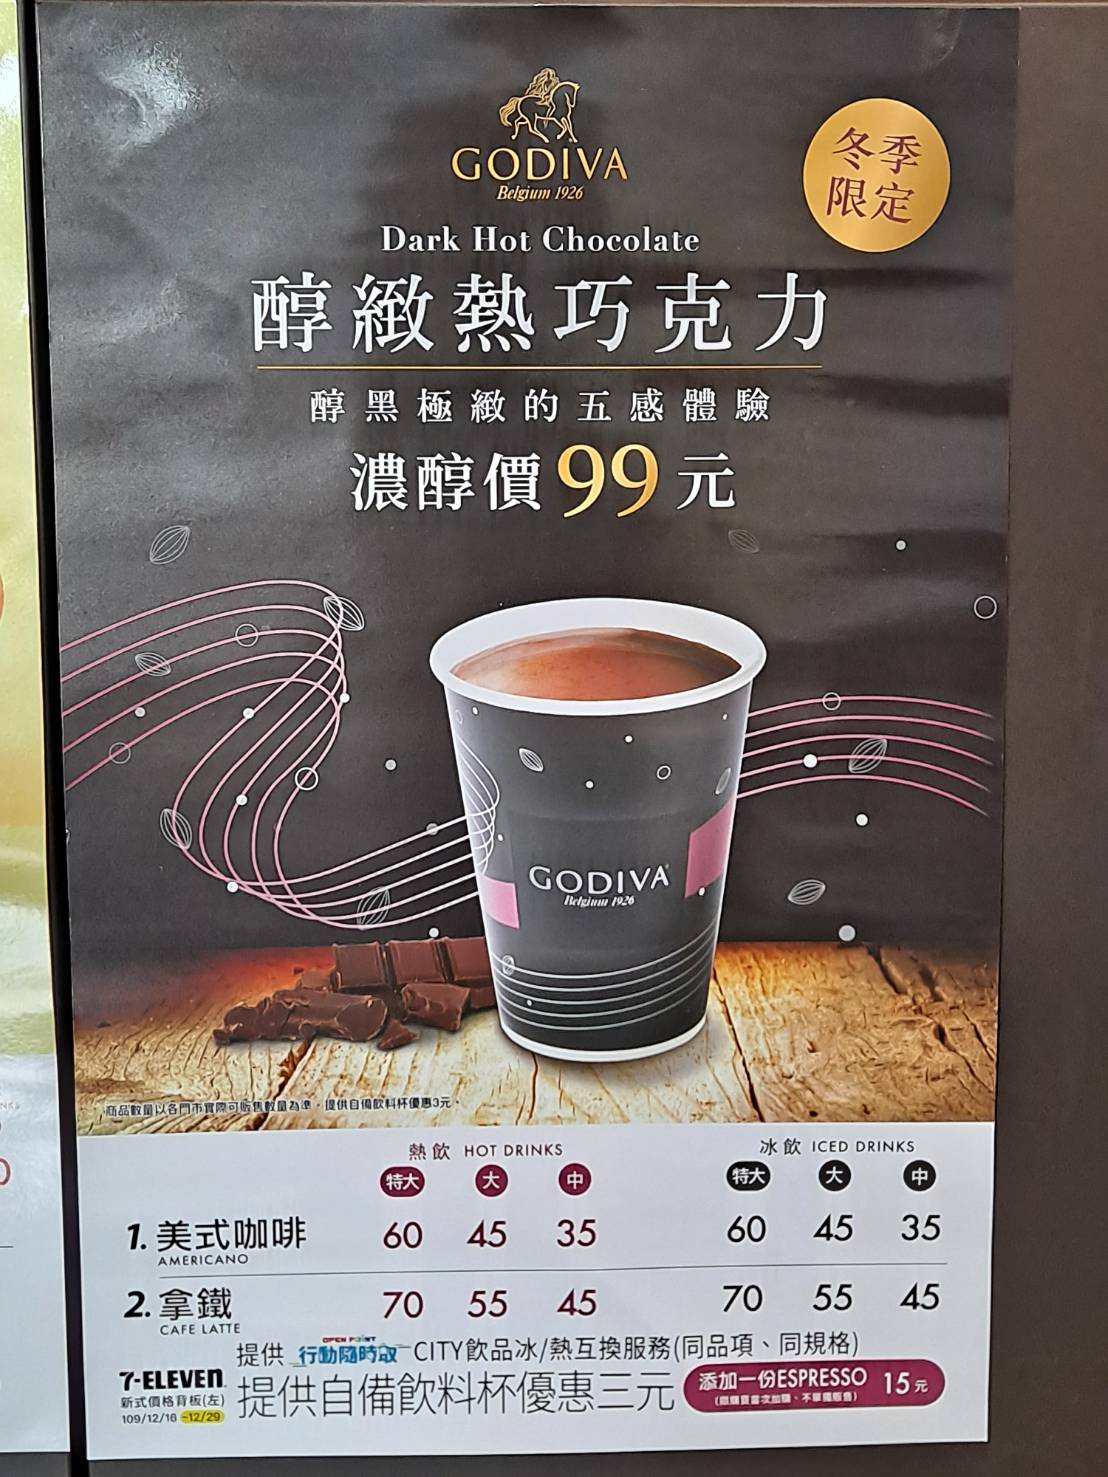 GODIVA
Belgium 1926
冬季
限定
Dark Hot Chocolate
醇緻熱巧克力
醇黑極緻的五感體驗
濃醇價99元
GODIVA
Belgium 1926
商品數量以各門市實際可販售數量為準，提供自備飲料杯優惠3元。
熱飲 HOT DRINKS 冰飲 ICED DRINKS
特大 大 中 特大 大 中
1. 美式咖啡 60 45 35 60 45 35
AMERICANO
2. 拿鐵 70 55 45 70 55 45
CAFE LATTE
OPEN POINT
提供 行動隨時取 CITY飲品冰/熱互換服務(同品項、同規格)
7-ELEVEN
新式價格背板(左)
109/12/16 -12/29
提供自備飲料杯優惠三元
添加一份ESPRESSO 15元